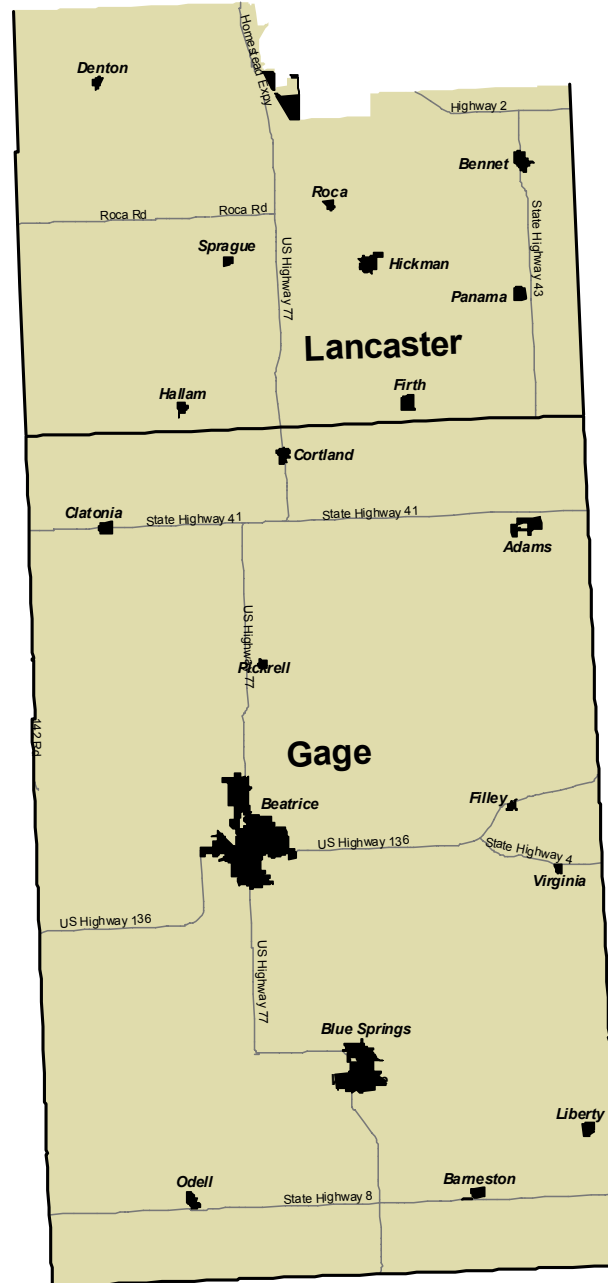 Homestead Expy
Denton
Highway 2
Bennet
Roca
Roca Rd
Roca Rd
State Highway 43
Sprague
US Highway 77
Hickman
Panama
Lancaster
Hallam
Firth
Cortland
Clatonia
State Highway 41
State Highway 41
Adams
US Highway 77
Pickrell
142 Rd
Gage
Beatrice
Filley
US Highway 136
State Highway 4
Virginia
US Highway 136
US Highway 77
Blue Springs
Liberty
Odell
Barneston
State Highway 8